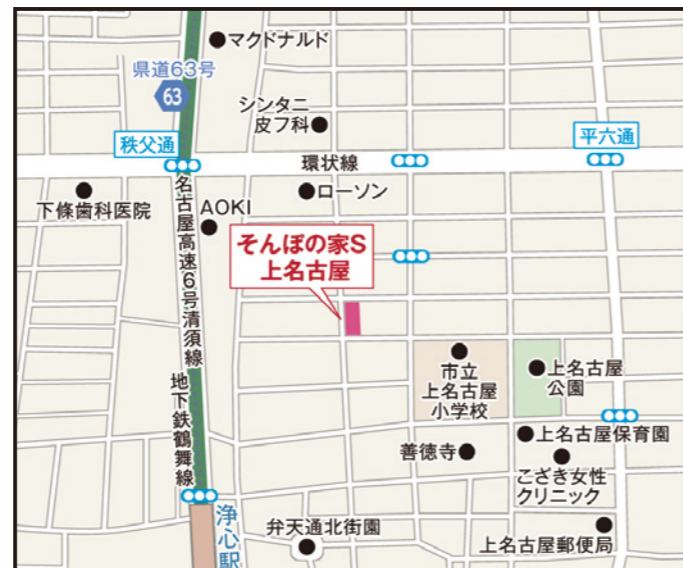 マクドナルド
県道63号
63
シンタニ
皮フ科
秩父通
平六通
環状線
ローソン
下條歯科医院
AOKI
そんぽの家S
上名古屋
名古屋高速6号清須線
地下鉄鶴舞線
市立
上名古屋
小学校
上名古屋
公園
上名古屋保育園
善徳寺
こざき女性
クリニック
浄心駅
弁天通北街園
上名古屋郵便局